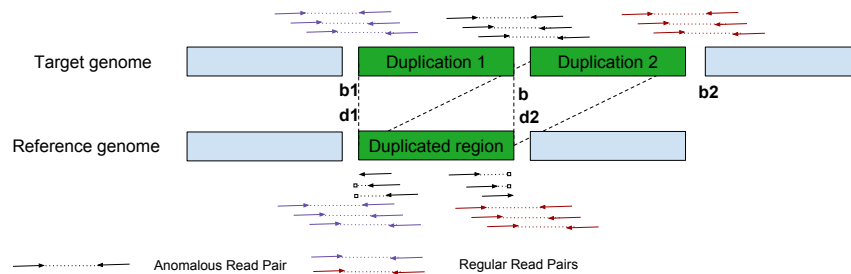 Target genome
Duplication 1
Duplication 2
b1
b
b2
d1
d2
Reference genome
Duplicated region
Anomalous Read Pair
Regular Read Pairs